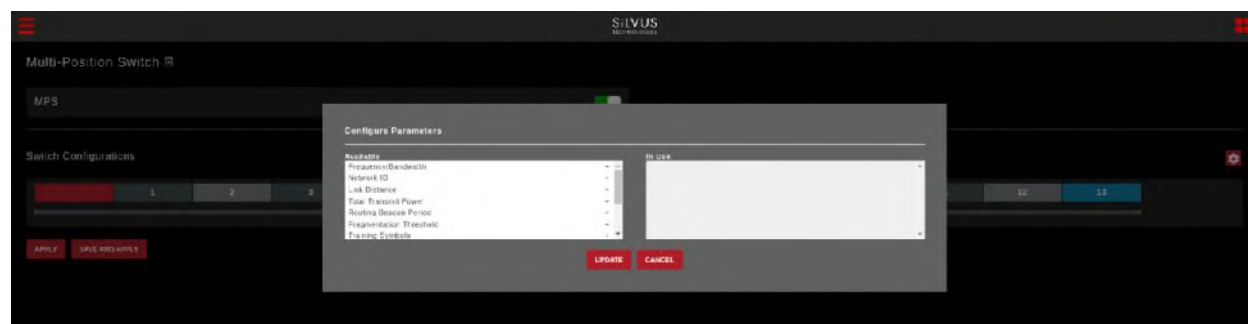 SiLVUS
TECHNOLOGIES
Multi-Position Switch
MPS
Configure Parameters
Switch Configurations
Available
In Use
Frequency/Bandwidth
Network ID
Link Distance
Total Transmit Power
Routing Beacon Period
Fragmentation Threshold
Training Symbols
1 2 3 12 13
APPLY SAVE AND APPLY
UPDATE CANCEL